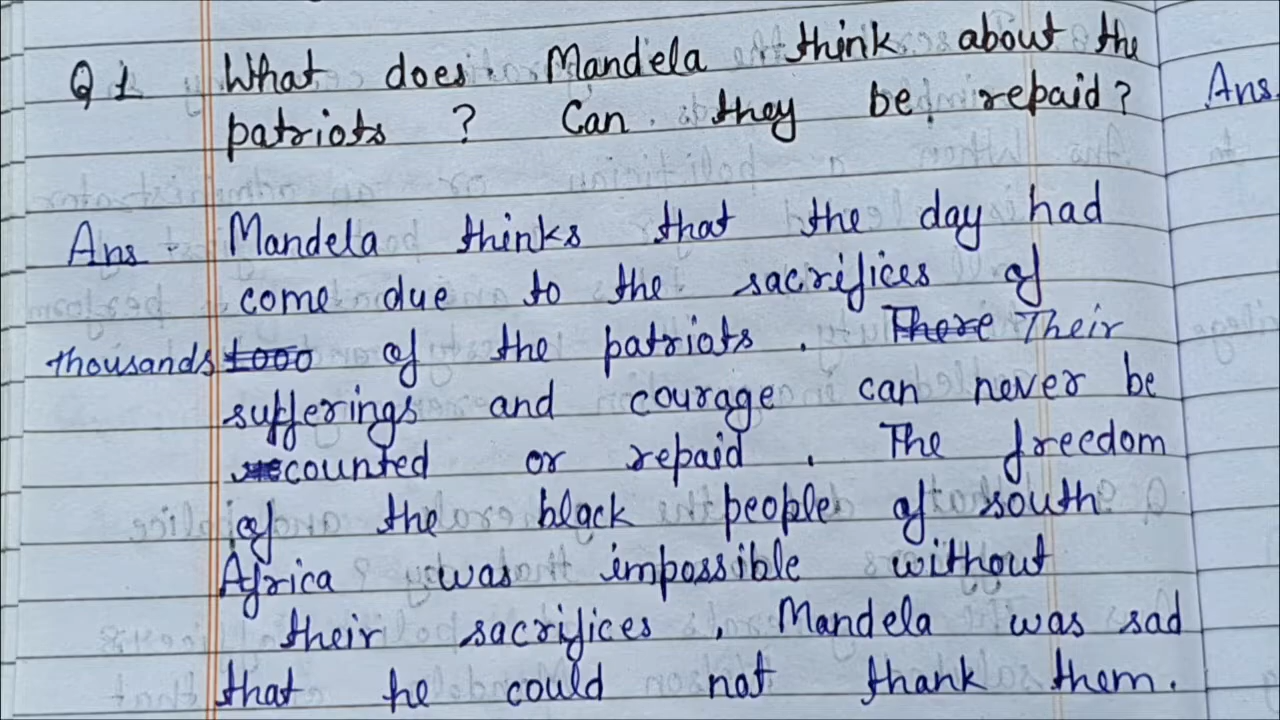 Q 1 What does Mandela think about the
patriots ? Can they be repaid?
Ans Mandela thinks that the day had
come due to the sacrifices of
thousands 1000 of the patriots . There Their
sufferings and courage can never be
counted or repaid . The freedom
of the black people of south
Africa was impossible without
their sacrifices . Mandela was sad
that he could not thank them.
Ans.